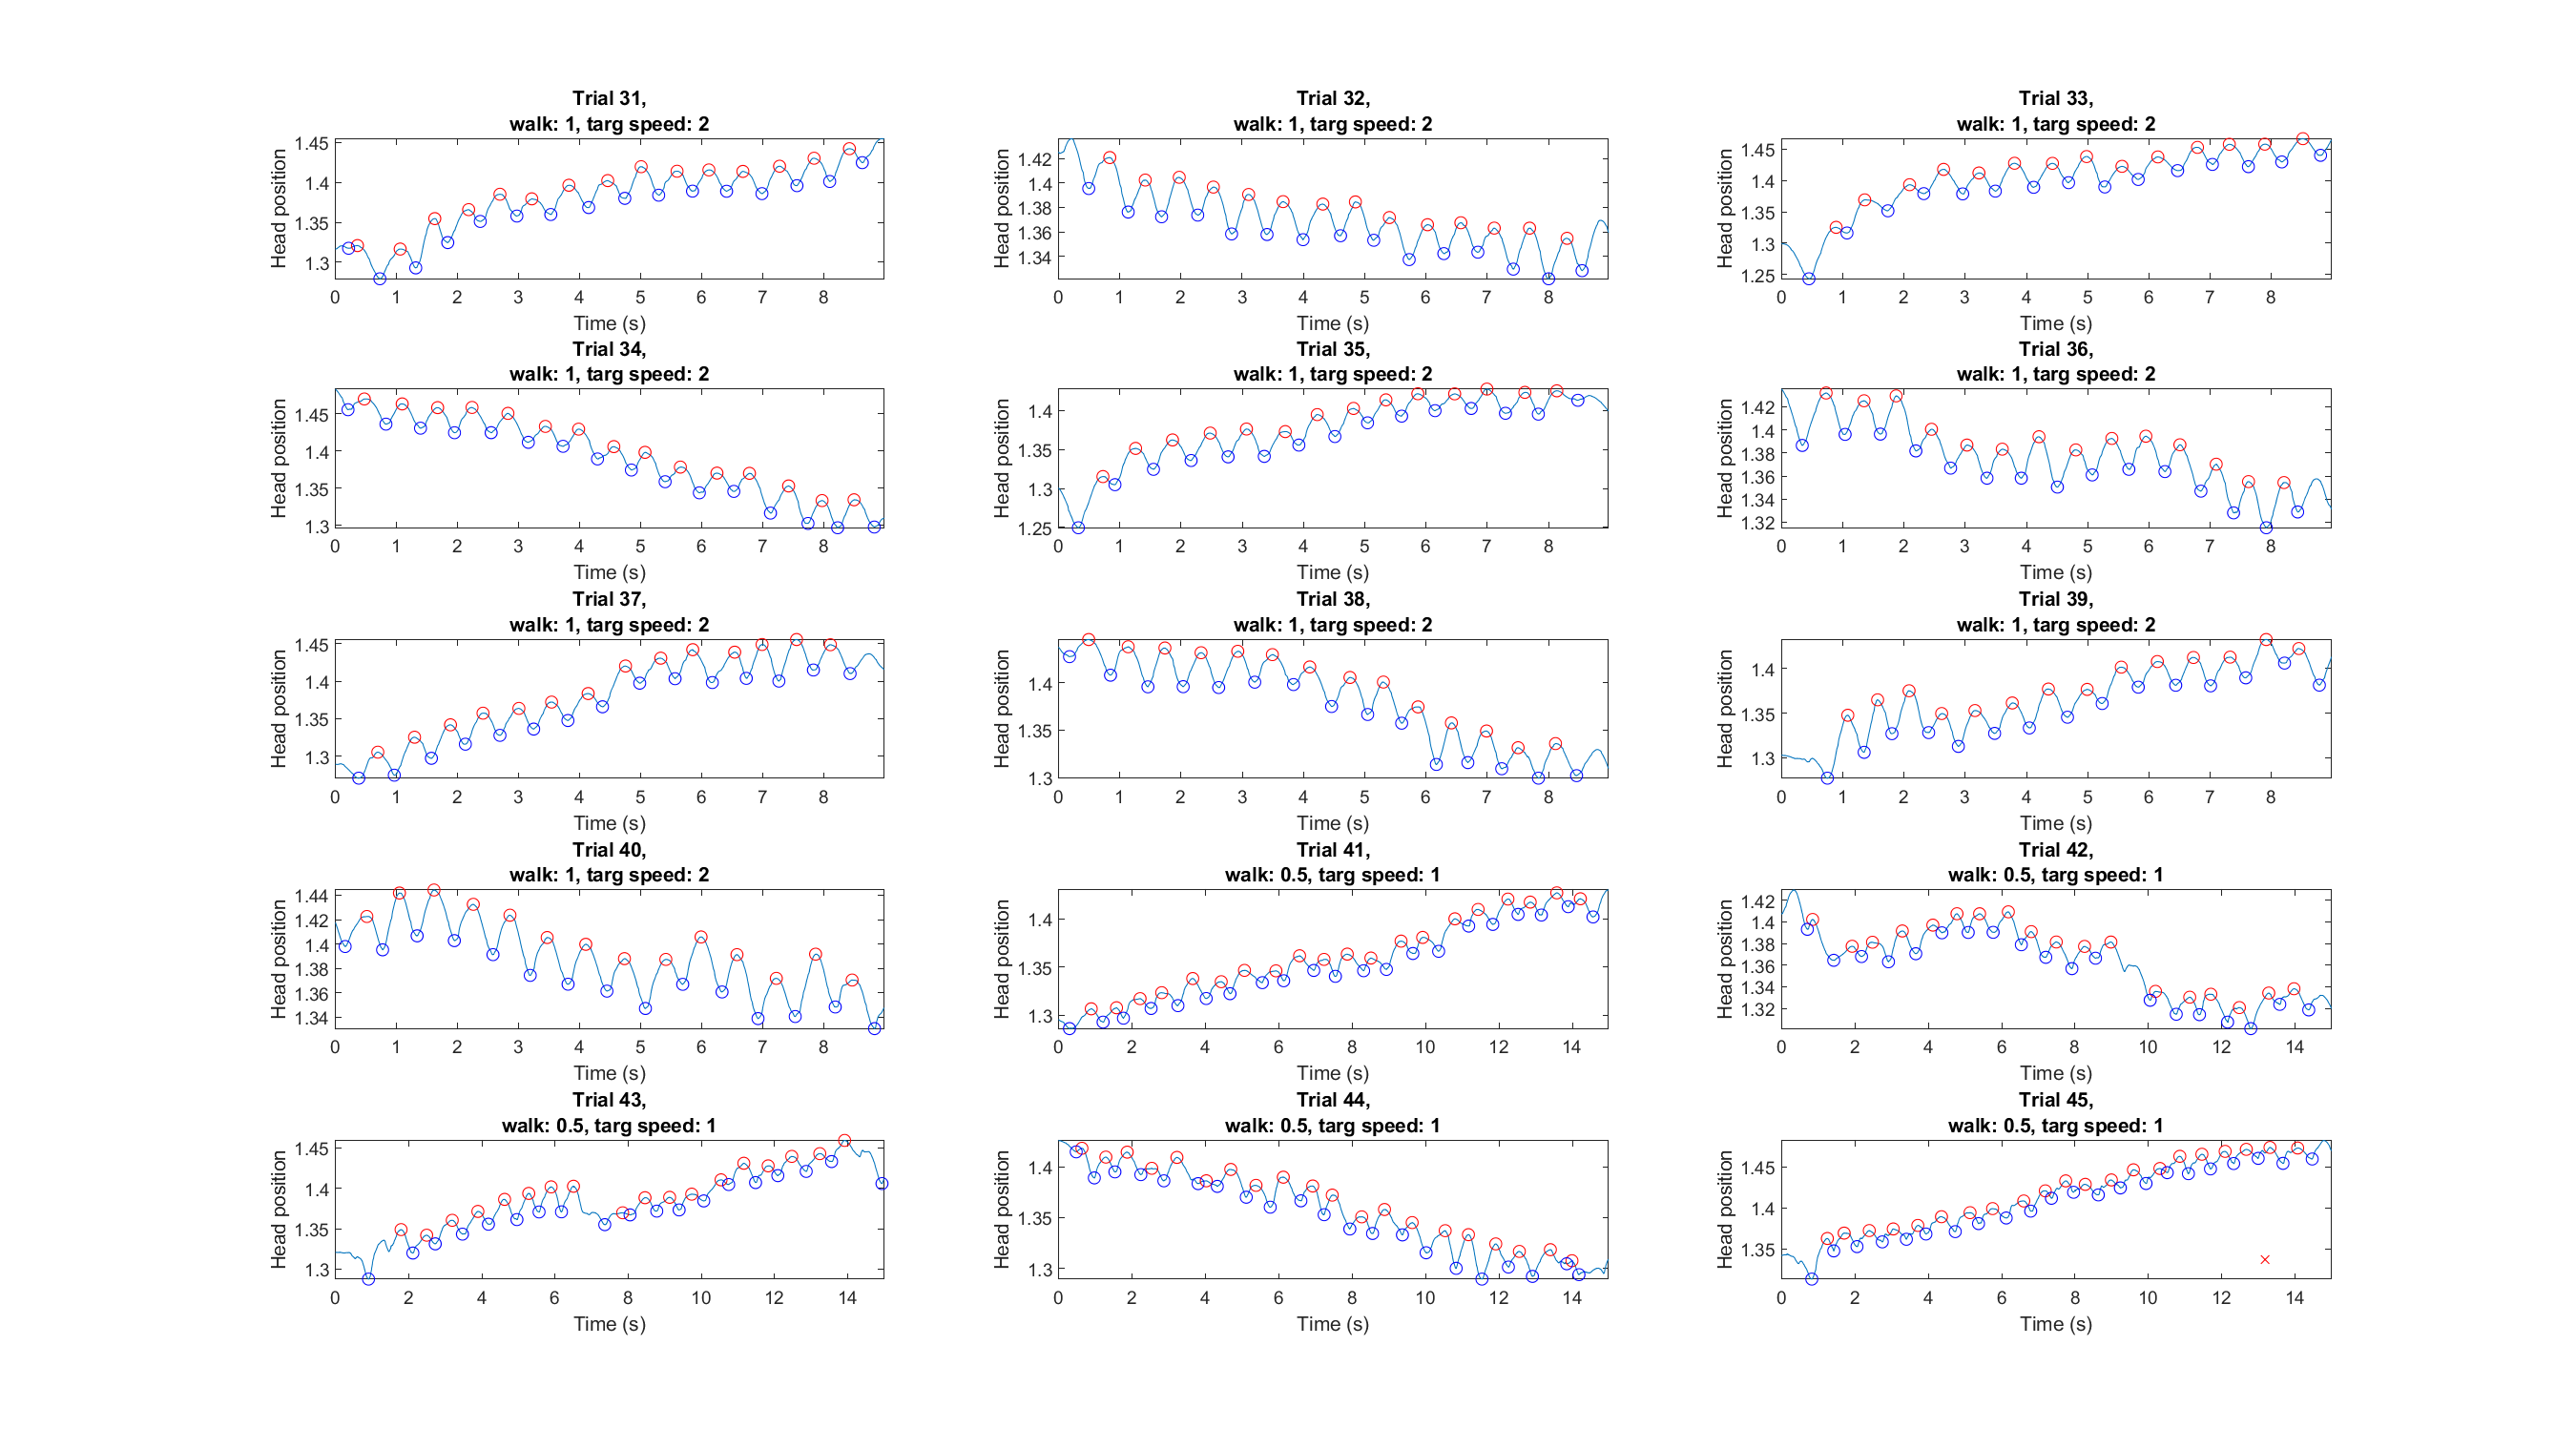 Trial 31,
walk: 1, targ speed: 2
Head position
1.45
1.4
1.35
1.3
0 1 2 3 4 5 6 7 8
Time (s)
Trial 32,
walk: 1, targ speed: 2
Head position
1.42
1.4
1.38
1.36
1.34
0 1 2 3 4 5 6 7 8
Time (s)
Trial 33,
walk: 1, targ speed: 2
Head position
1.45
1.4
1.35
1.3
1.25
0 1 2 3 4 5 6 7 8
Time (s)
Trial 34,
walk: 1, targ speed: 2
Head position
1.45
1.4
1.35
1.3
0 1 2 3 4 5 6 7 8
Time (s)
Trial 35,
walk: 1, targ speed: 2
Head position
1.4
1.35
1.3
1.25
0 1 2 3 4 5 6 7 8
Time (s)
Trial 36,
walk: 1, targ speed: 2
Head position
1.42
1.4
1.38
1.36
1.34
1.32
0 1 2 3 4 5 6 7 8
Time (s)
Trial 37,
walk: 1, targ speed: 2
Head position
1.45
1.4
1.35
1.3
0 1 2 3 4 5 6 7 8
Time (s)
Trial 38,
walk: 1, targ speed: 2
Head position
1.4
1.35
1.3
0 1 2 3 4 5 6 7 8
Time (s)
Trial 39,
walk: 1, targ speed: 2
Head position
1.4
1.35
1.3
0 1 2 3 4 5 6 7 8
Time (s)
Trial 40,
walk: 1, targ speed: 2
Head position
1.44
1.42
1.4
1.38
1.36
1.34
0 1 2 3 4 5 6 7 8
Time (s)
Trial 41,
walk: 0.5, targ speed: 1
Head position
1.4
1.35
1.3
0 2 4 6 8 10 12 14
Time (s)
Trial 42,
walk: 0.5, targ speed: 1
Head position
1.42
1.4
1.38
1.36
1.34
1.32
0 2 4 6 8 10 12 14
Time (s)
Trial 43,
walk: 0.5, targ speed: 1
Head position
1.45
1.4
1.35
1.3
0 2 4 6 8 10 12 14
Time (s)
Trial 44,
walk: 0.5, targ speed: 1
Head position
1.4
1.35
1.3
0 2 4 6 8 10 12 14
Time (s)
Trial 45,
walk: 0.5, targ speed: 1
Head position
1.45
1.4
1.35
0 2 4 6 8 10 12 14
Time (s)